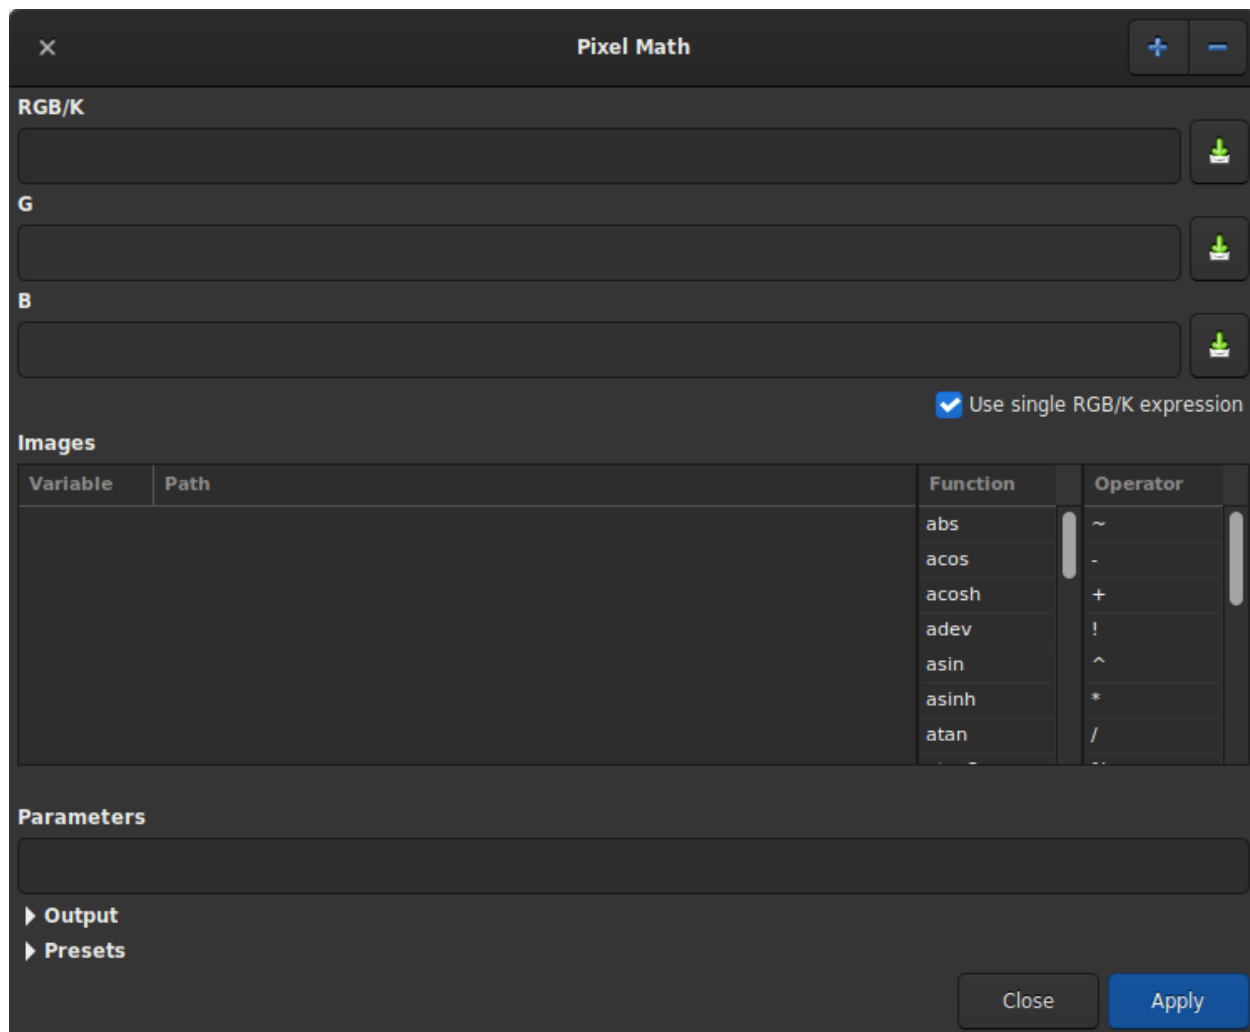 Pixel Math
RGB/K
G
B
Use single RGB/K expression
Images
Variable Path Function Operator
abs ~
acos -
acosh +
adev !
asin ^
asinh *
atan /
Parameters
Output
Presets
Close Apply